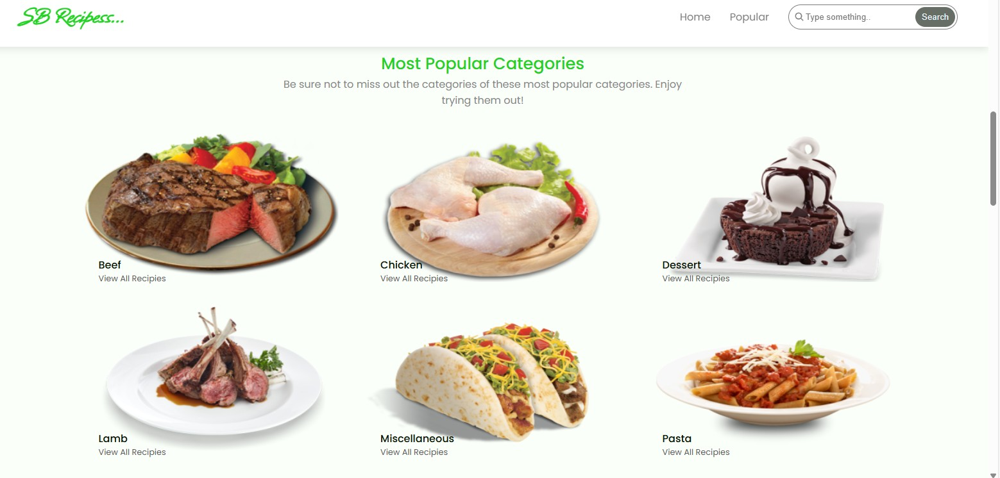 SB Recipess...
Home
Popular
Type something..
Search
Most Popular Categories
Be sure not to miss out the categories of these most popular categories. Enjoy
trying them out!
Beef
View All Recipies
Chicken
View All Recipies
Dessert
View All Recipies
Lamb
View All Recipies
Miscellaneous
View All Recipies
Pasta
View All Recipies